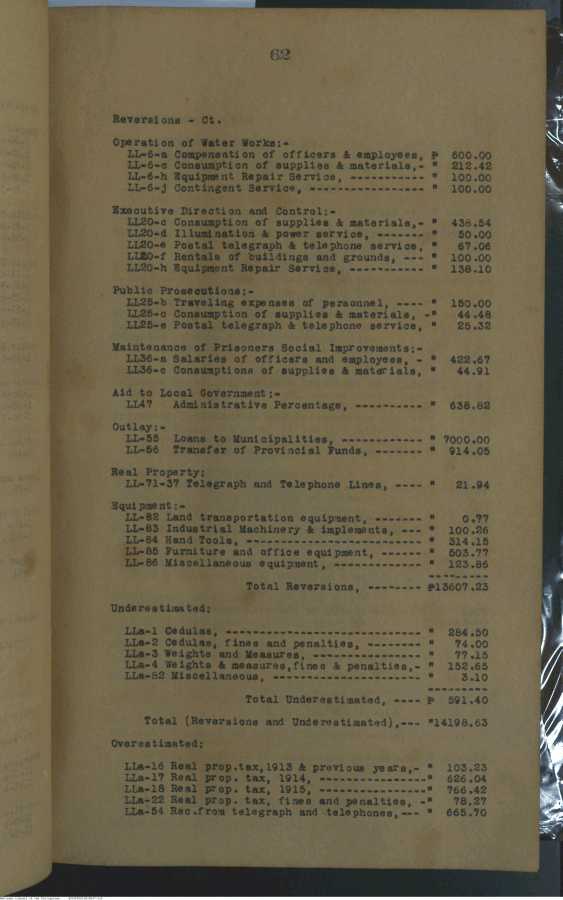 62
Reversions - Ct.
Operation of Water Works:-
LL-6-a Compensation of officers & employees, ₱ 600.00
LL-6-c Consumption of supplies & materials,- " 212.42
LL-6-h Equipment Repair Service, ----------- " 100.00
LL-6-j Contingent Service, ----------------- " 100.00
Executive Direction and Control:-
LL20-c Consumption of supplies & materials,- " 438.54
LL20-d Illumination & power service, ------- " 50.00
LL20-e Postal telegraph & telephone service, " 67.06
LL20-f Rentals of buildings and grounds, --- " 100.00
LL20-h Equipment Repair Service, ----------- " 138.10
Public Prosecutions:-
LL25-b Traveling expenses of personnel, ---- " 150.00
LL25-c Consumption of supplies & materials, -" 44.48
LL25-e Postal telegraph & telephone service, " 25.32
Maintenance of Prisoners Social Improvements:-
LL36-a Salaries of officers and employees, - " 422.67
LL36-c Consumptions of supplies & materials, " 44.91
Aid to Local Government:-
LL47 Administrative Percentage, ---------- " 638.82
Outlay:-
LL-55 Loans to Municipalities, ------------ " 7000.00
LL-56 Transfer of Provincial Funds, ------- " 914.05
Real Property:
LL-71-37 Telegraph and Telephone Lines, ---- " 21.94
Equipment:-
LL-82 Land transportation equipment, ------- " 0.77
LL-83 Industrial Machinery & implements, --- " 100.26
LL-84 Hand Tools, -------------------------- " 314.15
LL-85 Furniture and office equipment, ------ " 503.77
LL-86 Miscellaneous equipment, ------------- " 123.86
---------
Total Reversions, -------- ₱13607.23
Underestimated:
LLa-1 Cedulas, ----------------------------- " 284.50
LLa-2 Cedulas, fines and penalties, -------- " 74.00
LLa-3 Weights and Measures, ---------------- " 77.15
LLa-4 Weights & measures,fines & penalties,- " 152.65
LLa-82 Miscellaneous, ---------------------- " 3.10
---------
Total Underestimated, ---- ₱ 591.40
Total (Reversions and Underestimated),--- "14198.63
Overestimated:
LLa-16 Real prop.tax,1913 & previous years,- " 103.23
LLa-17 Real prop. tax, 1914, ----------------" 626.04
LLa-18 Real prop. tax, 1915, ----------------" 766.42
LLa-22 Real prop. tax, fines and penalties, -" 78.27
LLa-54 Rec.from telegraph and telephones,--- " 665.70